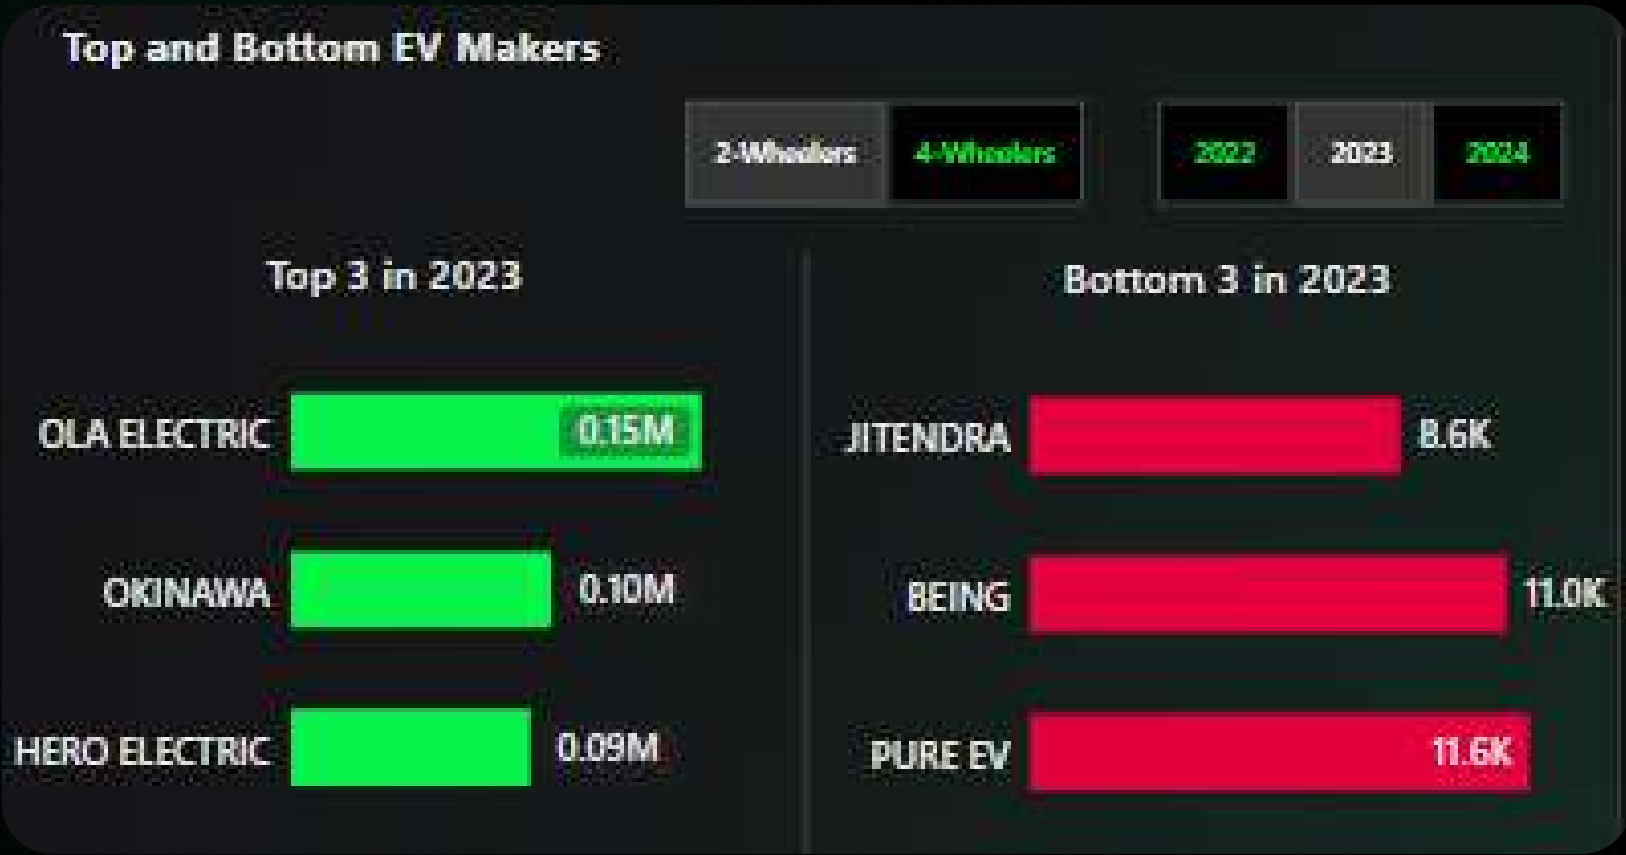 Top and Bottom EV Makers
2-Wheelers 4-Wheelers 2022 2023 2024
Top 3 in 2023
OLA ELECTRIC 0.15M
OKINAWA 0.10M
HERO ELECTRIC 0.09M
Bottom 3 in 2023
JITENDRA 8.6K
BEING 11.0K
PURE EV 11.6K